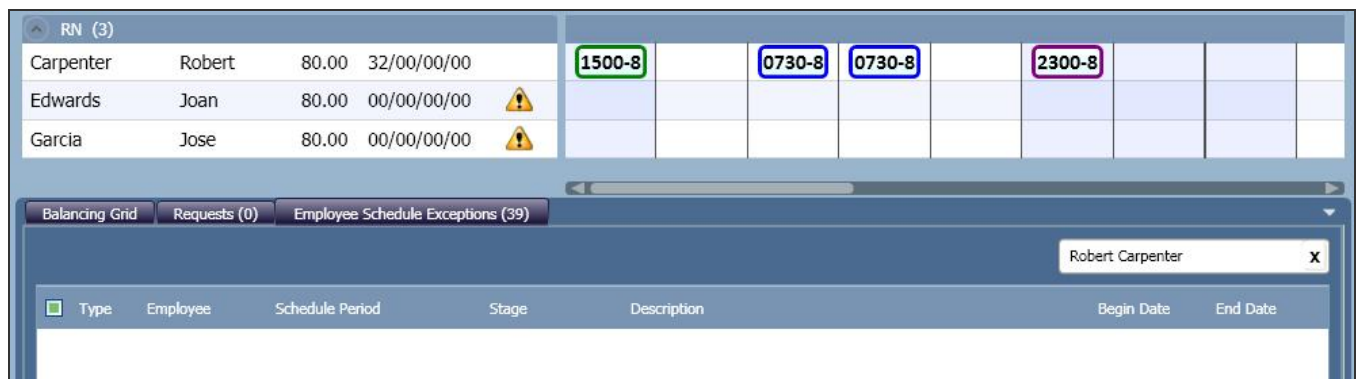 RN (3)
Carpenter Robert 80.00 32/00/00/00 1500-8 0730-8 0730-8 2300-8
Edwards Joan 80.00 00/00/00/00
Garcia Jose 80.00 00/00/00/00
Balancing Grid Requests (0) Employee Schedule Exceptions (39)
Robert Carpenter x
Type Employee Schedule Period Stage Description Begin Date End Date